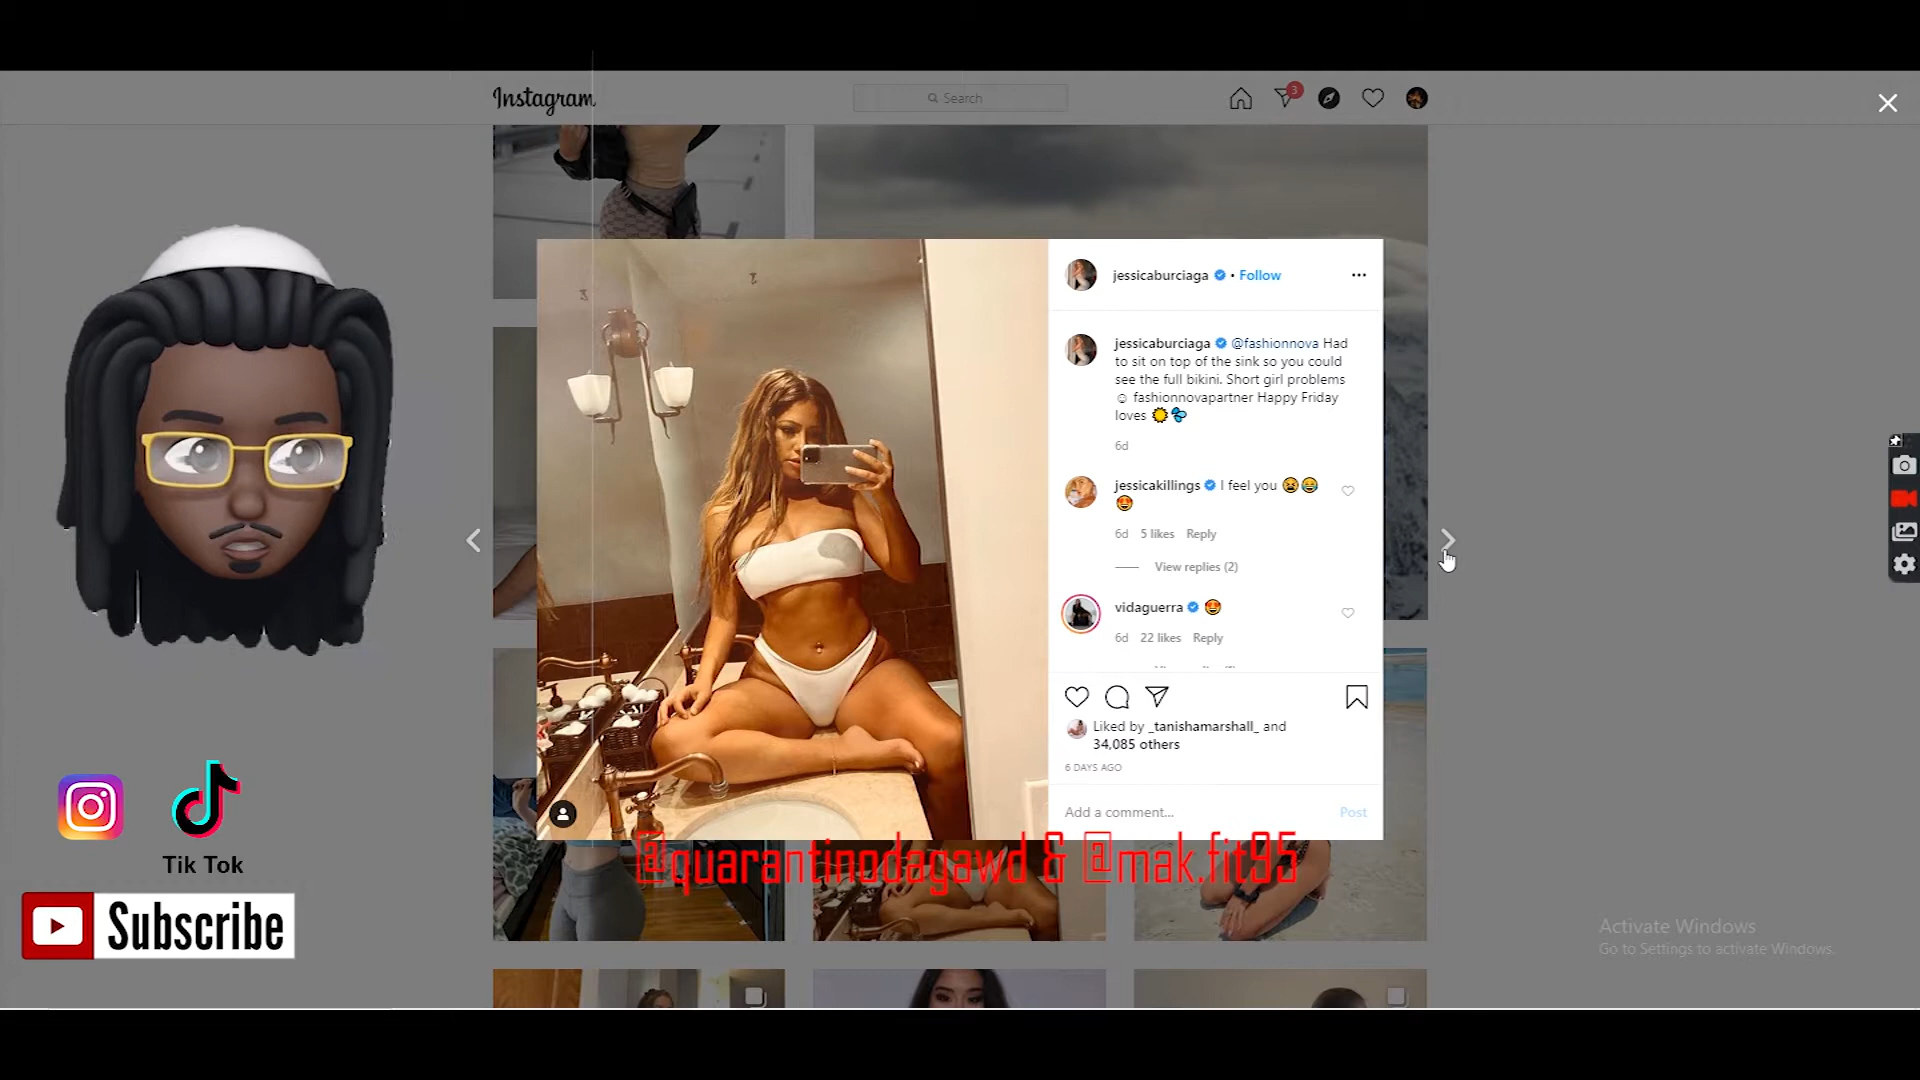 Instagram
Search
3
jessicaburciaga • Follow
jessicaburciaga @fashionnova Had
to sit on top of the sink so you could
see the full bikini. Short girl problems
☺ fashionnovapartner Happy Friday
loves 🌞💦
6d
jessicakillings I feel you 😫😂
😍
6d 5 likes Reply
View replies (2)
vidaguerra 😍
6d 22 likes Reply
Liked by _tanishamarshall_ and
34,085 others
6 DAYS AGO
Add a comment... Post
@quarantinodagawd & @mak.fit95
Tik Tok
Subscribe
Activate Windows
Go to Settings to activate Windows.